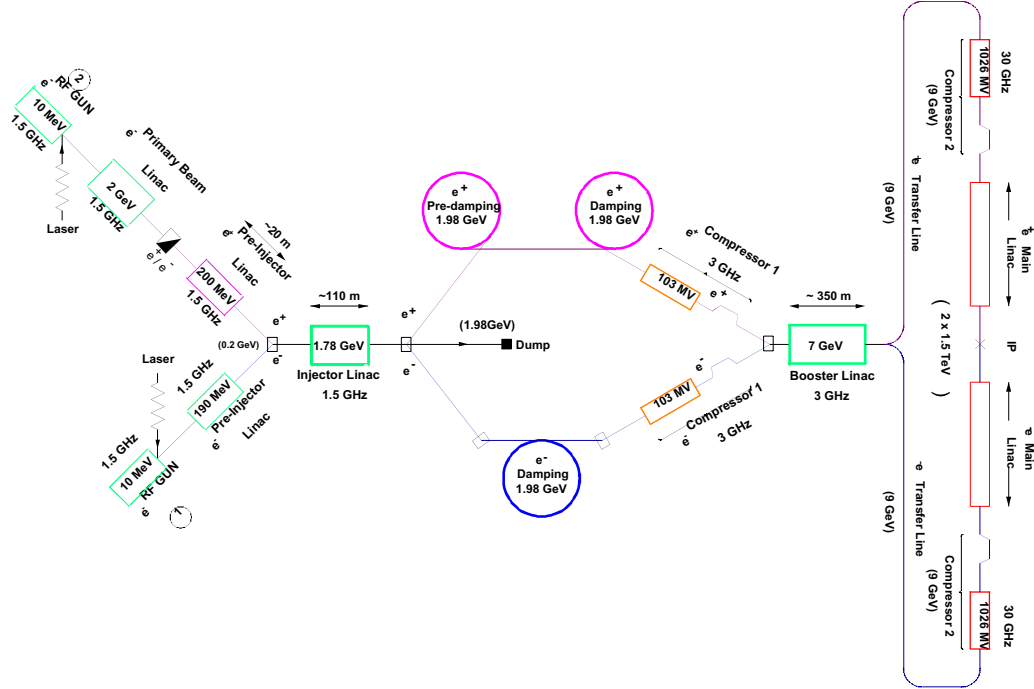 2
e- RF GUN
10 MeV
1.5 GHz
Laser
e- Primary Beam
Linac
2 GeV
1.5 GHz
e+ / e-
~20 m
e+ Pre-Injector
Linac
200 MeV
1.5 GHz
(0.2 GeV)
e+
e-
Laser
1.5 GHz
190 MeV
e- Pre-Injector
Linac
1.5 GHz
10 MeV
RF GUN
e-
1
~110 m
1.78 GeV
Injector Linac
1.5 GHz
e+
e-
(1.98GeV)
Dump
e+
Pre-damping
1.98 GeV
e+
Damping
1.98 GeV
e-
Damping
1.98 GeV
e+ Compressor 1
3 GHz
103 MV
e+
e-
103 MV
e- Compressor 1
3 GHz
~ 350 m
7 GeV
Booster Linac
3 GHz
e+ Transfer Line
(9 GeV)
e- Transfer Line
(9 GeV)
Compressor 2
(9 GeV)
1026 MV
30 GHz
e+ Main
Linac
IP
( 2 x 1.5 TeV )
e- Main
Linac
Compressor 2
(9 GeV)
1026 MV
30 GHz